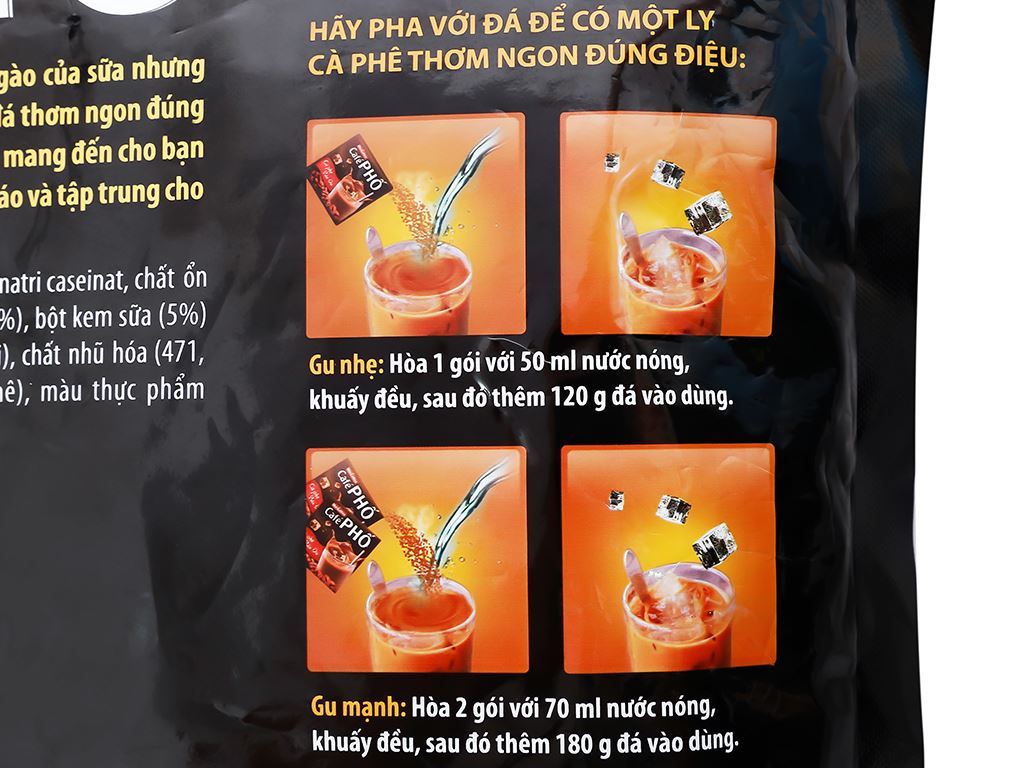 HÃY PHA VỚI ĐÁ ĐỂ CÓ MỘT LY
CÀ PHÊ THƠM NGON ĐÚNG ĐIỆU:
gào của sữa nhưng
đá thơm ngon đúng
mang đến cho bạn
áo và tập trung cho
natri caseinat, chất ổn
%), bột kem sữa (5%)
), chất nhũ hóa (471,
hê), màu thực phẩm
Café PHỐ
Gu nhẹ: Hòa 1 gói với 50 ml nước nóng,
khuấy đều, sau đó thêm 120 g đá vào dùng.
Café PHỐ
Café PHỐ
Gu mạnh: Hòa 2 gói với 70 ml nước nóng,
khuấy đều, sau đó thêm 180 g đá vào dùng.